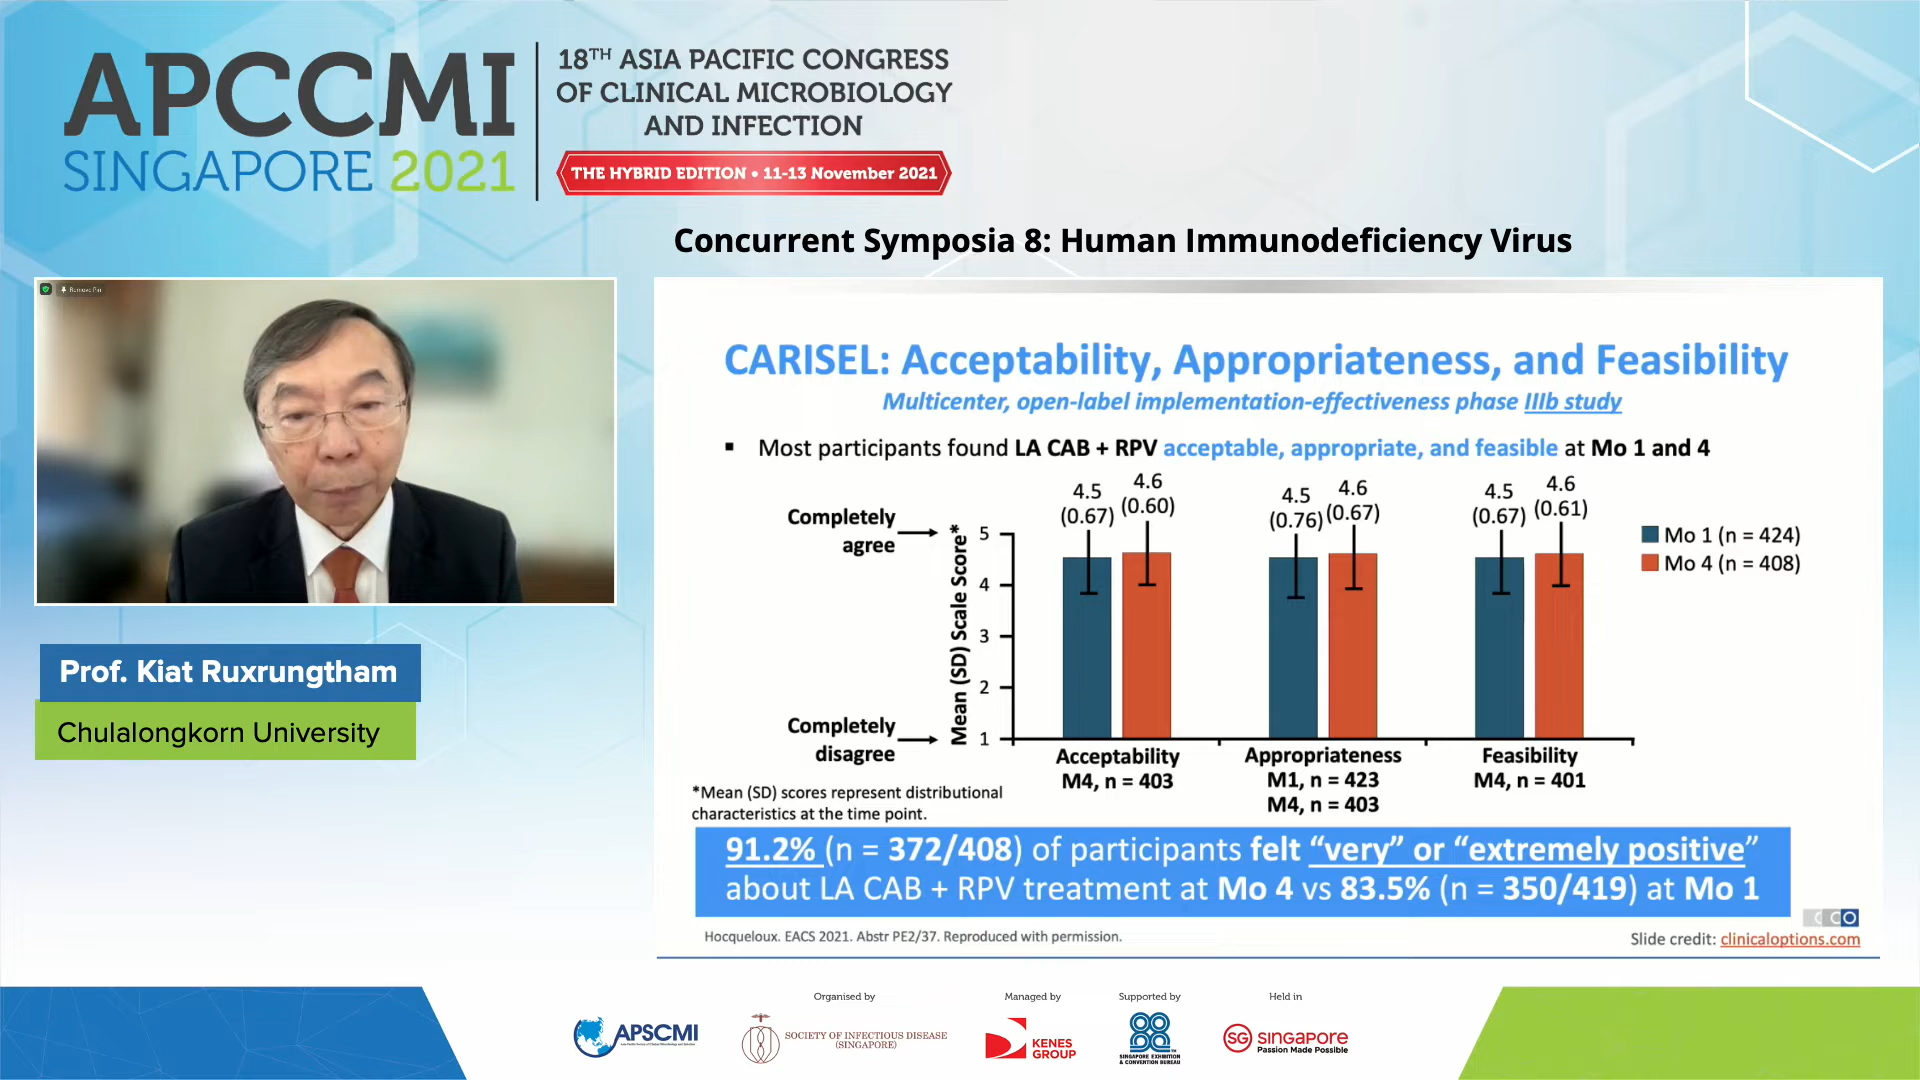 APCCMI
SINGAPORE 2021
18TH ASIA PACIFIC CONGRESS
OF CLINICAL MICROBIOLOGY
AND INFECTION
THE HYBRID EDITION • 11-13 November 2021
Concurrent Symposia 8: Human Immunodeficiency Virus
Remove Pin
Prof. Kiat Ruxrungtham
Chulalongkorn University
CARISEL: Acceptability, Appropriateness, and Feasibility
Multicenter, open-label implementation-effectiveness phase IIIb study
▪ Most participants found LA CAB + RPV acceptable, appropriate, and feasible at Mo 1 and 4
Completely
agree
Completely
disagree
Mean (SD) Scale Score*
5
4
3
2
1
4.5
(0.67)
4.6
(0.60)
4.5
(0.76)
4.6
(0.67)
4.5
(0.67)
4.6
(0.61)
Mo 1 (n = 424)
Mo 4 (n = 408)
Acceptability
M4, n = 403
Appropriateness
M1, n = 423
M4, n = 403
Feasibility
M4, n = 401
*Mean (SD) scores represent distributional
characteristics at the time point.
91.2% (n = 372/408) of participants felt “very” or “extremely positive”
about LA CAB + RPV treatment at Mo 4 vs 83.5% (n = 350/419) at Mo 1
CCO
Hocqueloux. EACS 2021. Abstr PE2/37. Reproduced with permission.
Slide credit: clinicaloptions.com
APSCMI
Organised by
SOCIETY OF INFECTIOUS DISEASE
(SINGAPORE)
Managed by
KENES
GROUP
Supported by
SINGAPORE EXHIBITION
& CONVENTION BUREAU
Held in
SG SINGAPORE
Passion Made Possible